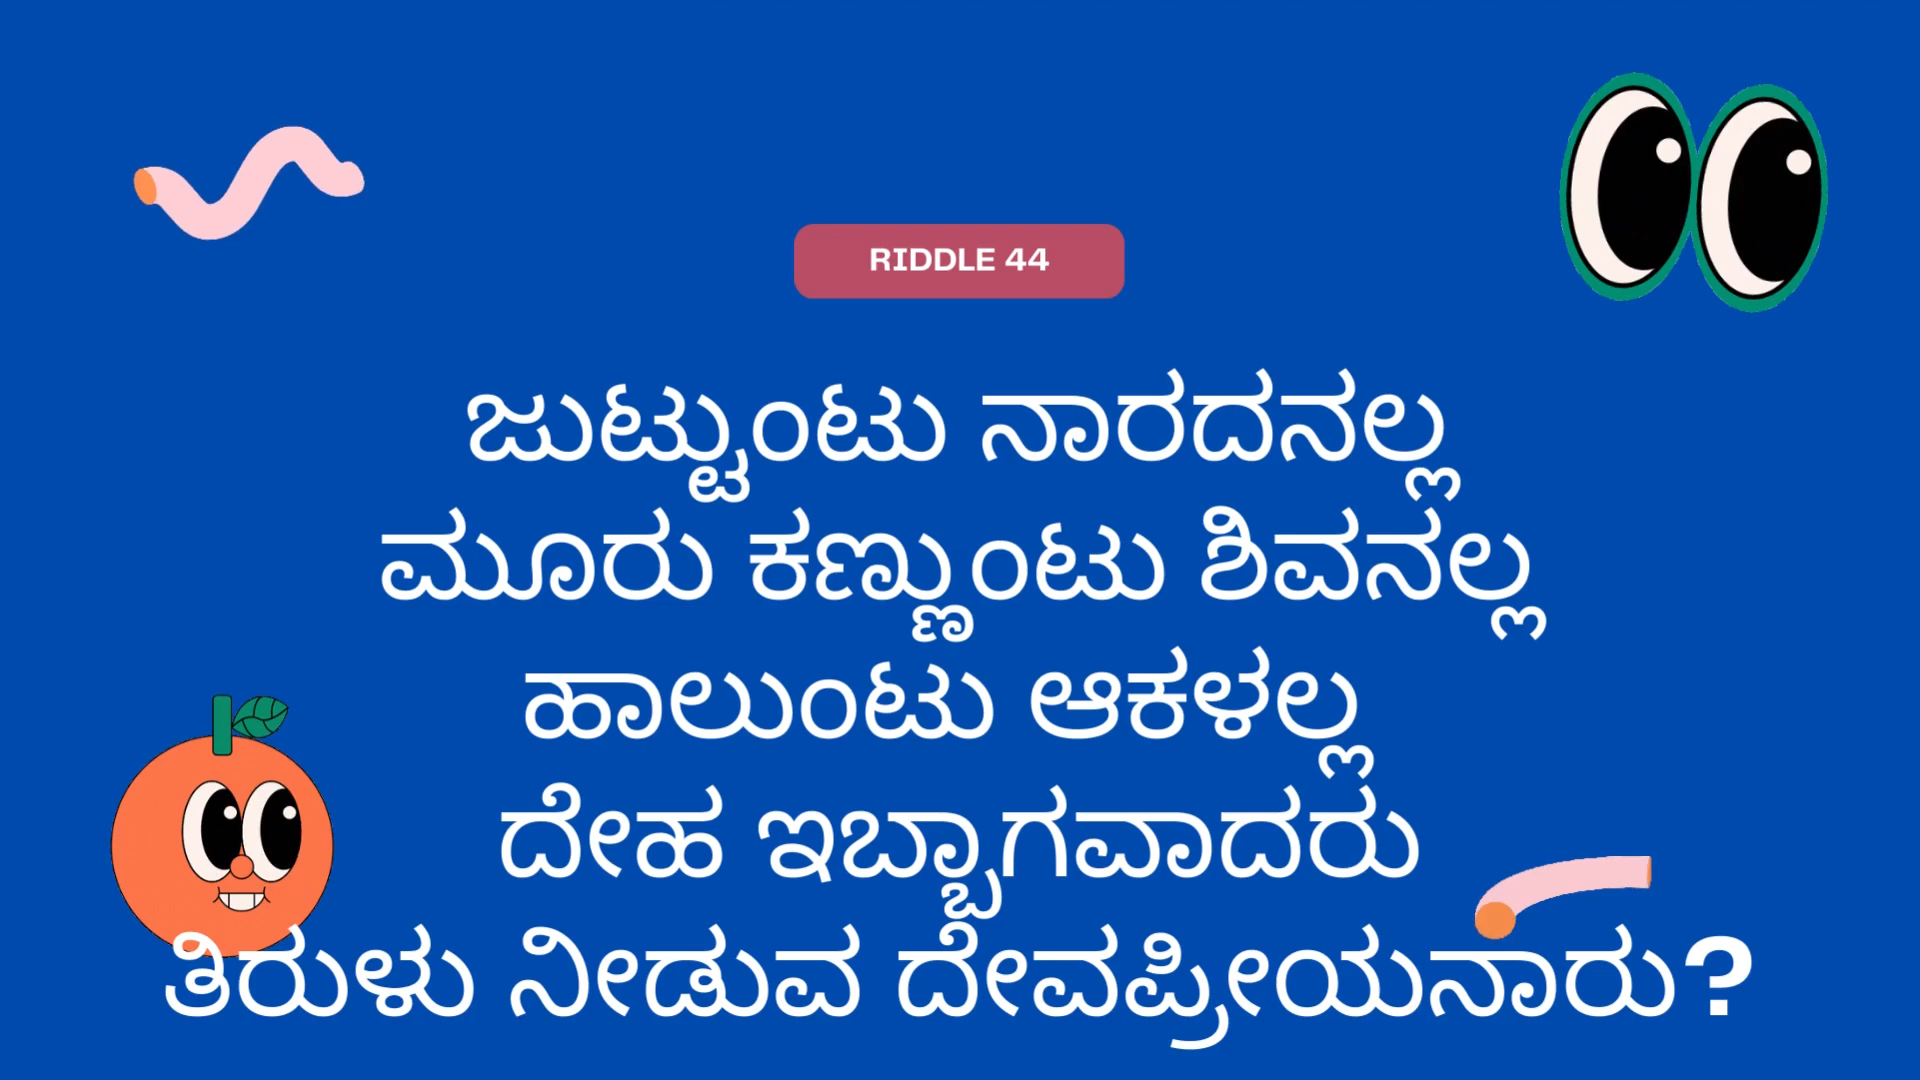 RIDDLE 44
ಜುಟ್ಟುಂಟು ನಾರದನಲ್ಲ
ಮೂರು ಕಣ್ಣುಂಟು ಶಿವನಲ್ಲ
ಹಾಲುಂಟು ಆಕಳಲ್ಲ
ದೇಹ ಇಬ್ಬಾಗವಾದರು
ತಿರುಳು ನೀಡುವ ದೇವಪ್ರೀಯನಾರು?